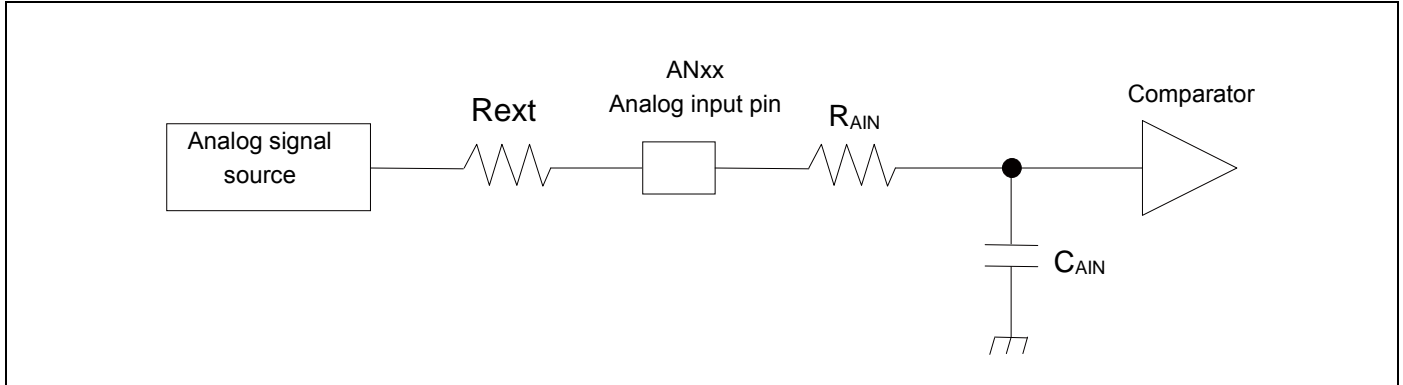 ANxx
Analog input pin
Comparator
Rext
RAIN
Analog signal
source
CAIN